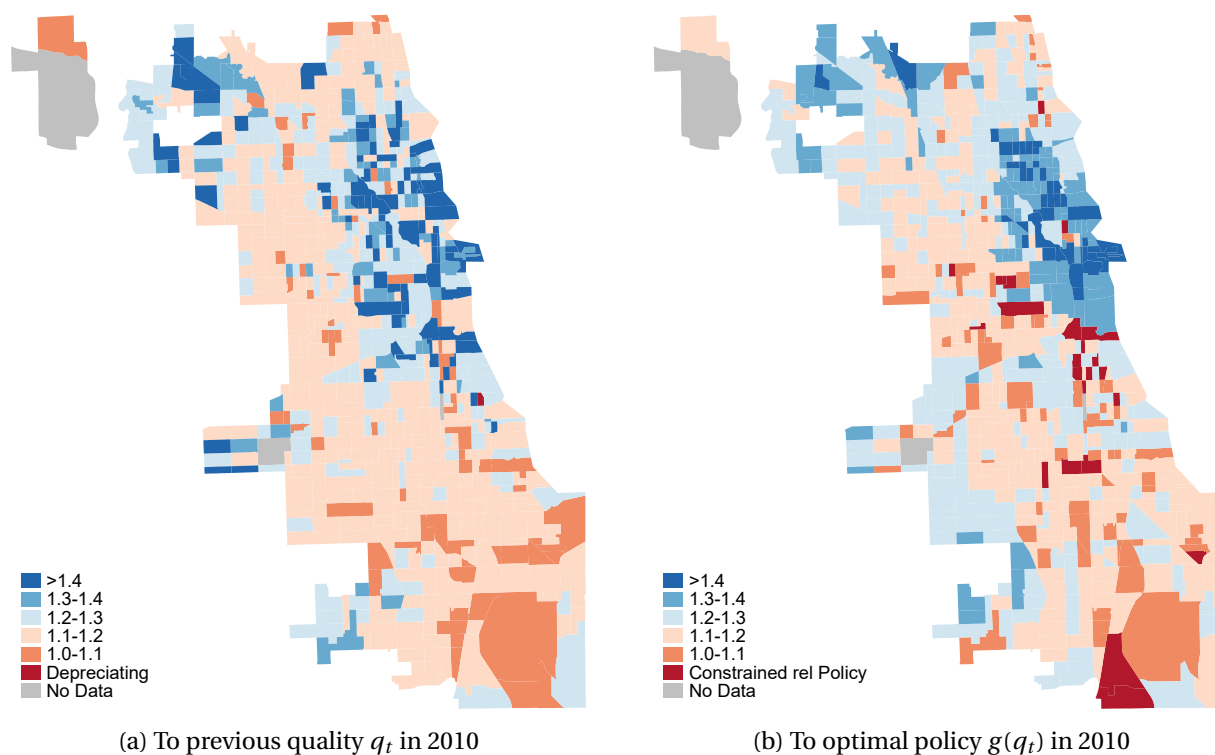 >1.4
1.3-1.4
1.2-1.3
1.1-1.2
1.0-1.1
Depreciating
No Data
(a) To previous quality q_t in 2010
>1.4
1.3-1.4
1.2-1.3
1.1-1.2
1.0-1.1
Constrained rel Policy
No Data
(b) To optimal policy g(q_t) in 2010